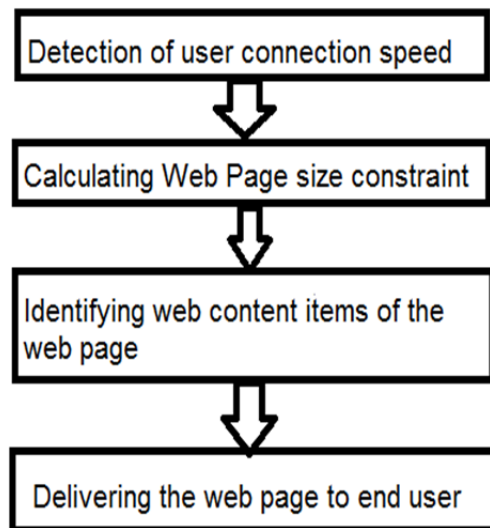 Detection of user connection speed
Calculating Web Page size constraint
Identifying web content items of the
web page
Delivering the web page to end user